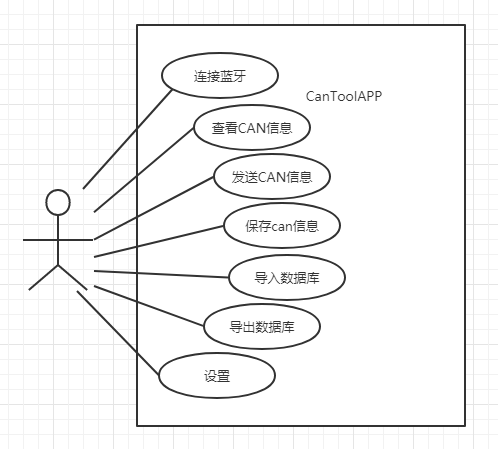 连接蓝牙
CanToolAPP
查看CAN信息
发送CAN信息
保存can信息
导入数据库
导出数据库
设置